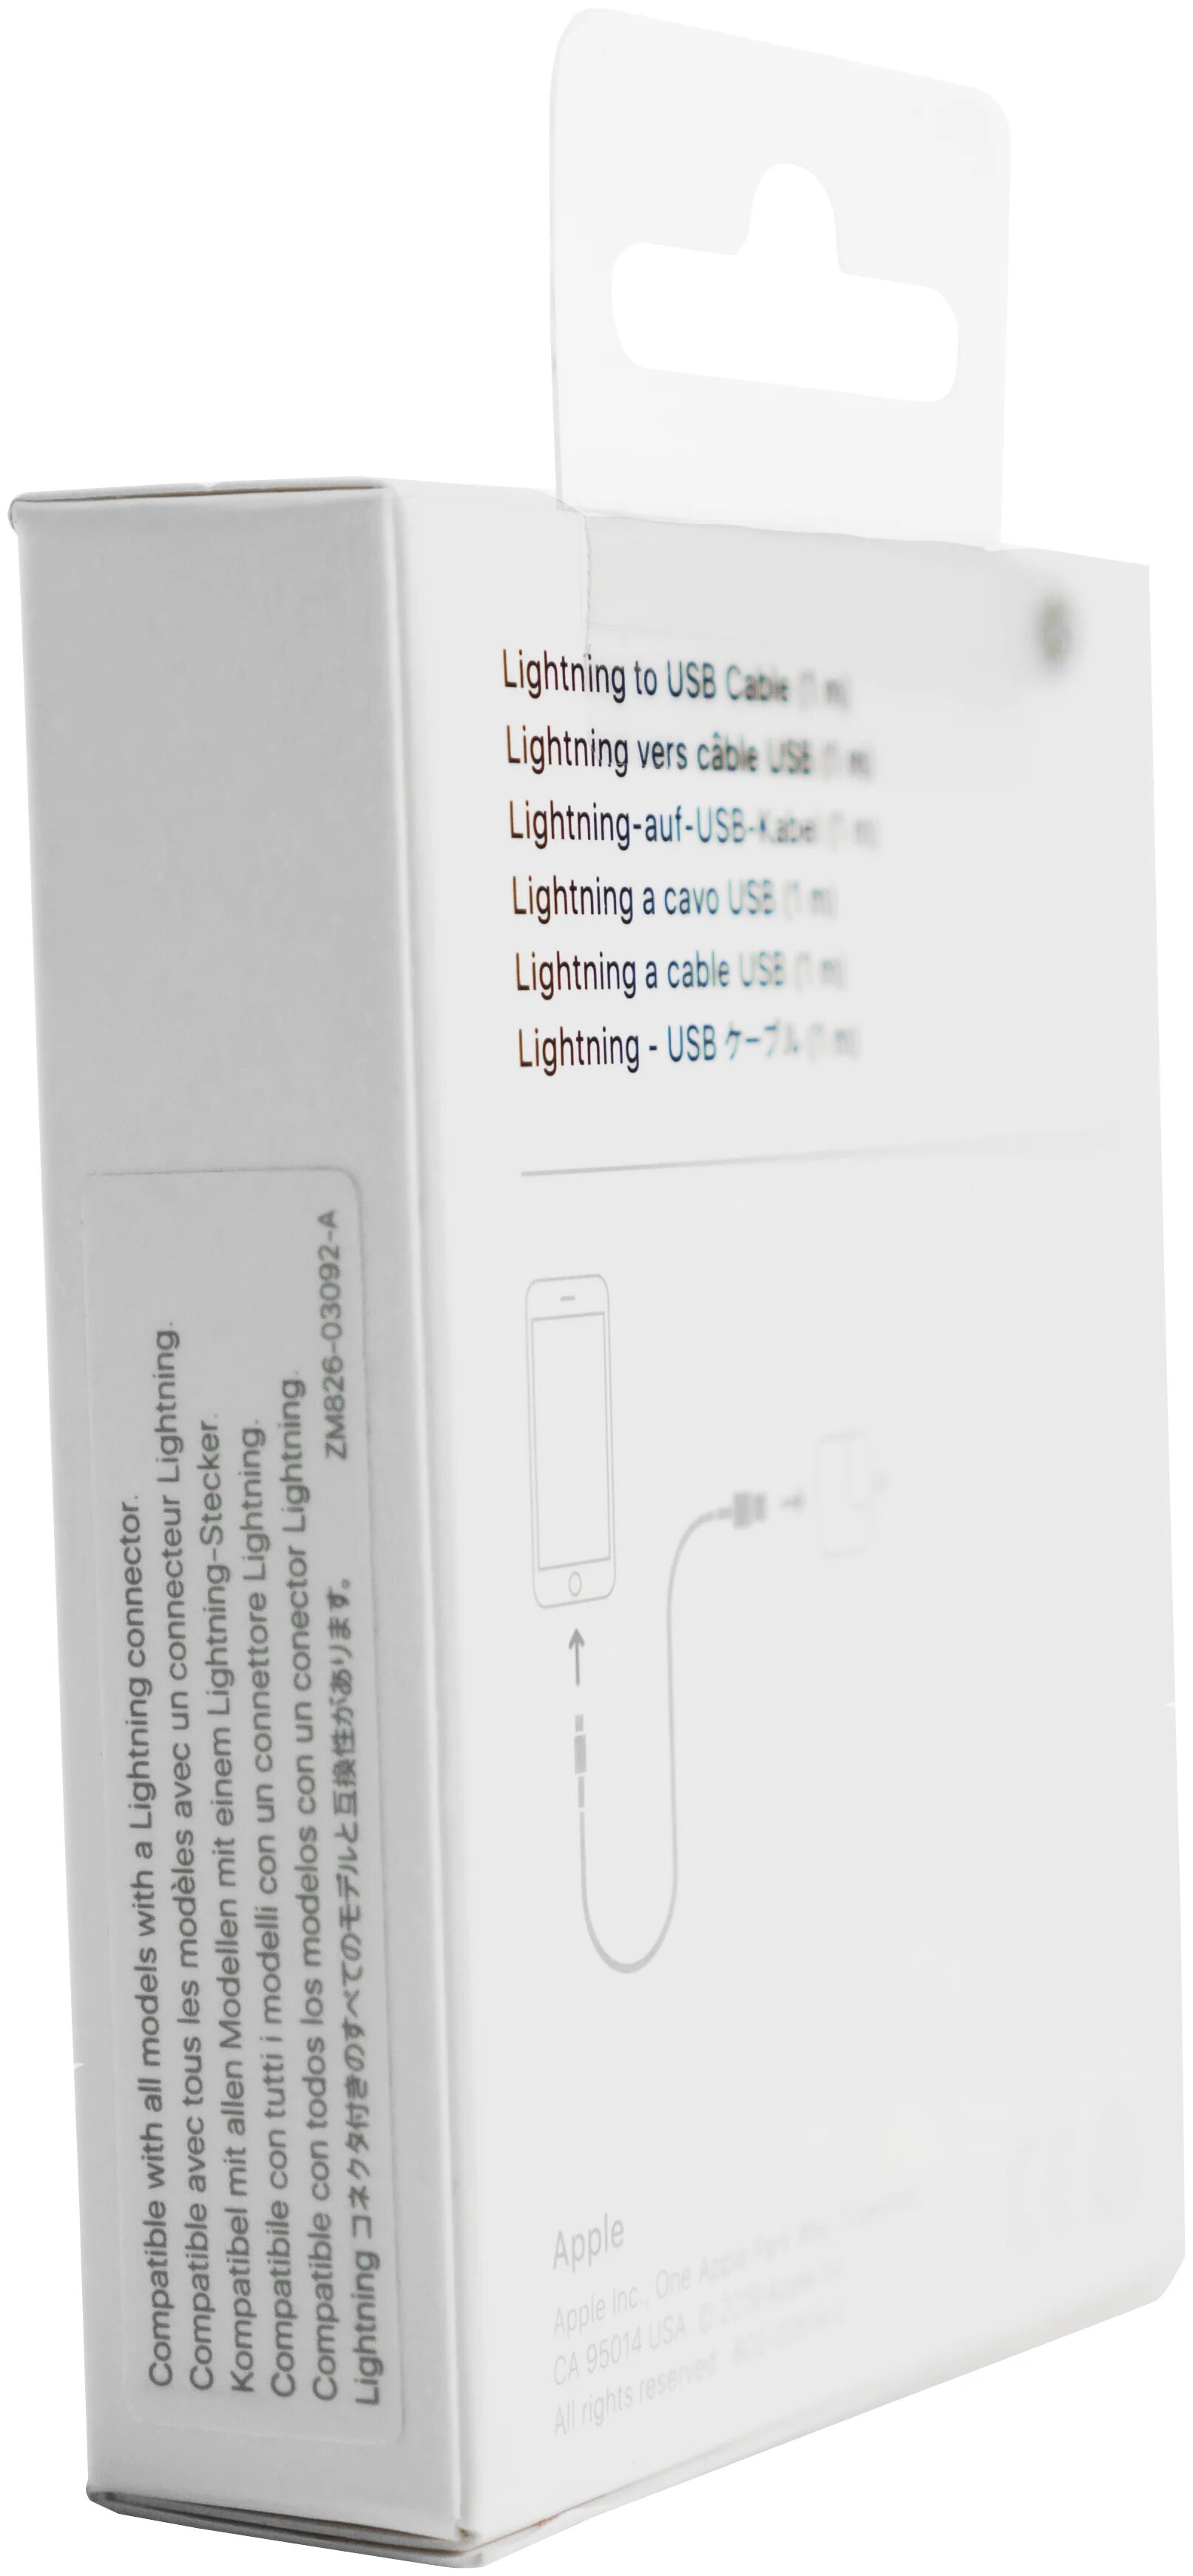 Lightning to USB Cable (1 m)
Lightning vers câble USB (1 m)
Lightning-auf-USB-Kabel (1 m)
Lightning a cavo USB (1 m)
Lightning a cable USB (1 m)
Lightning - USB ケーブル (1 m)
Compatible with all models with a Lightning connector.
Compatible avec tous les modèles avec un connecteur Lightning.
Kompatibel mit allen Modellen mit einem Lightning-Stecker.
Compatibile con tutti i modelli con un connettore Lightning.
Compatible con todos los modelos con un conector Lightning.
Lightning コネクタ付きのすべてのモデルと互換性があります。 ZM826-03092-A
Apple
Apple Inc., One Apple Park
CA 95014 USA. © 2019 Apple Inc.
All rights reserved.